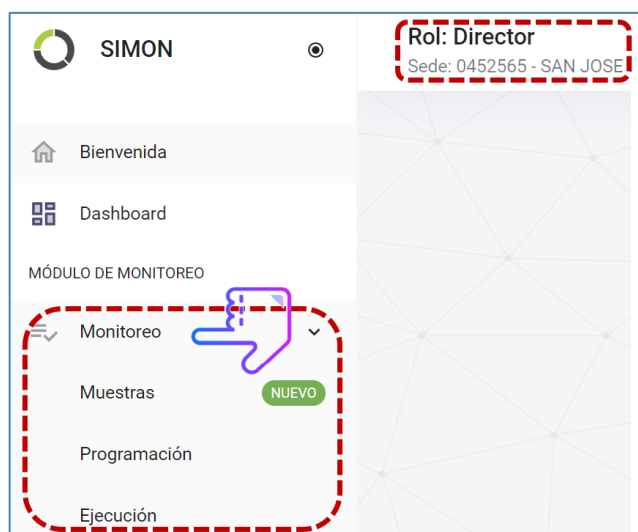 SIMON
Rol: Director
Sede: 0452565 - SAN JOSE
Bienvenida
Dashboard
MÓDULO DE MONITOREO
Monitoreo
Muestras NUEVO
Programación
Ejecución